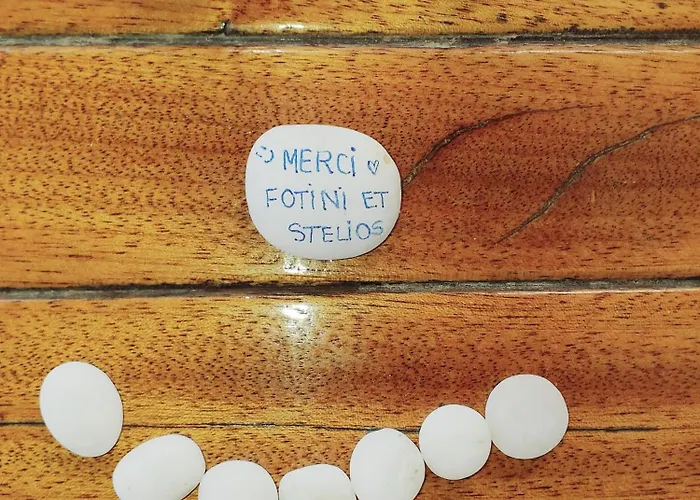 MERCI ♡
FOTINI ET
STELIOS